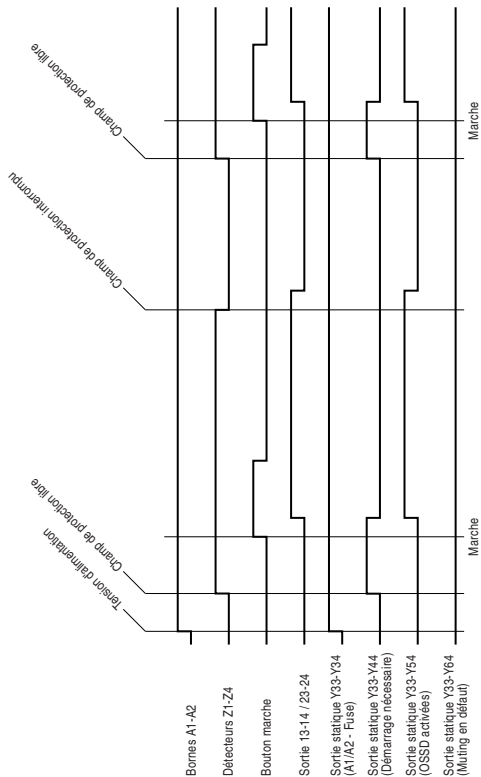 Tension d'alimentation
Champ de protection libre
Champ de protection interrompu
Champ de protection libre
Bornes A1-A2
Détecteurs Z1-Z4
Bouton marche
Sortie 13-14 / 23-24
Sortie statique Y33-Y34
(A1/A2 - Fuse)
Sortie statique Y33-Y44
(Démarrage nécessaire)
Sortie statique Y33-Y54
(OSSD activées)
Sortie statique Y33-Y64
(Muting en défaut)
Marche
Marche